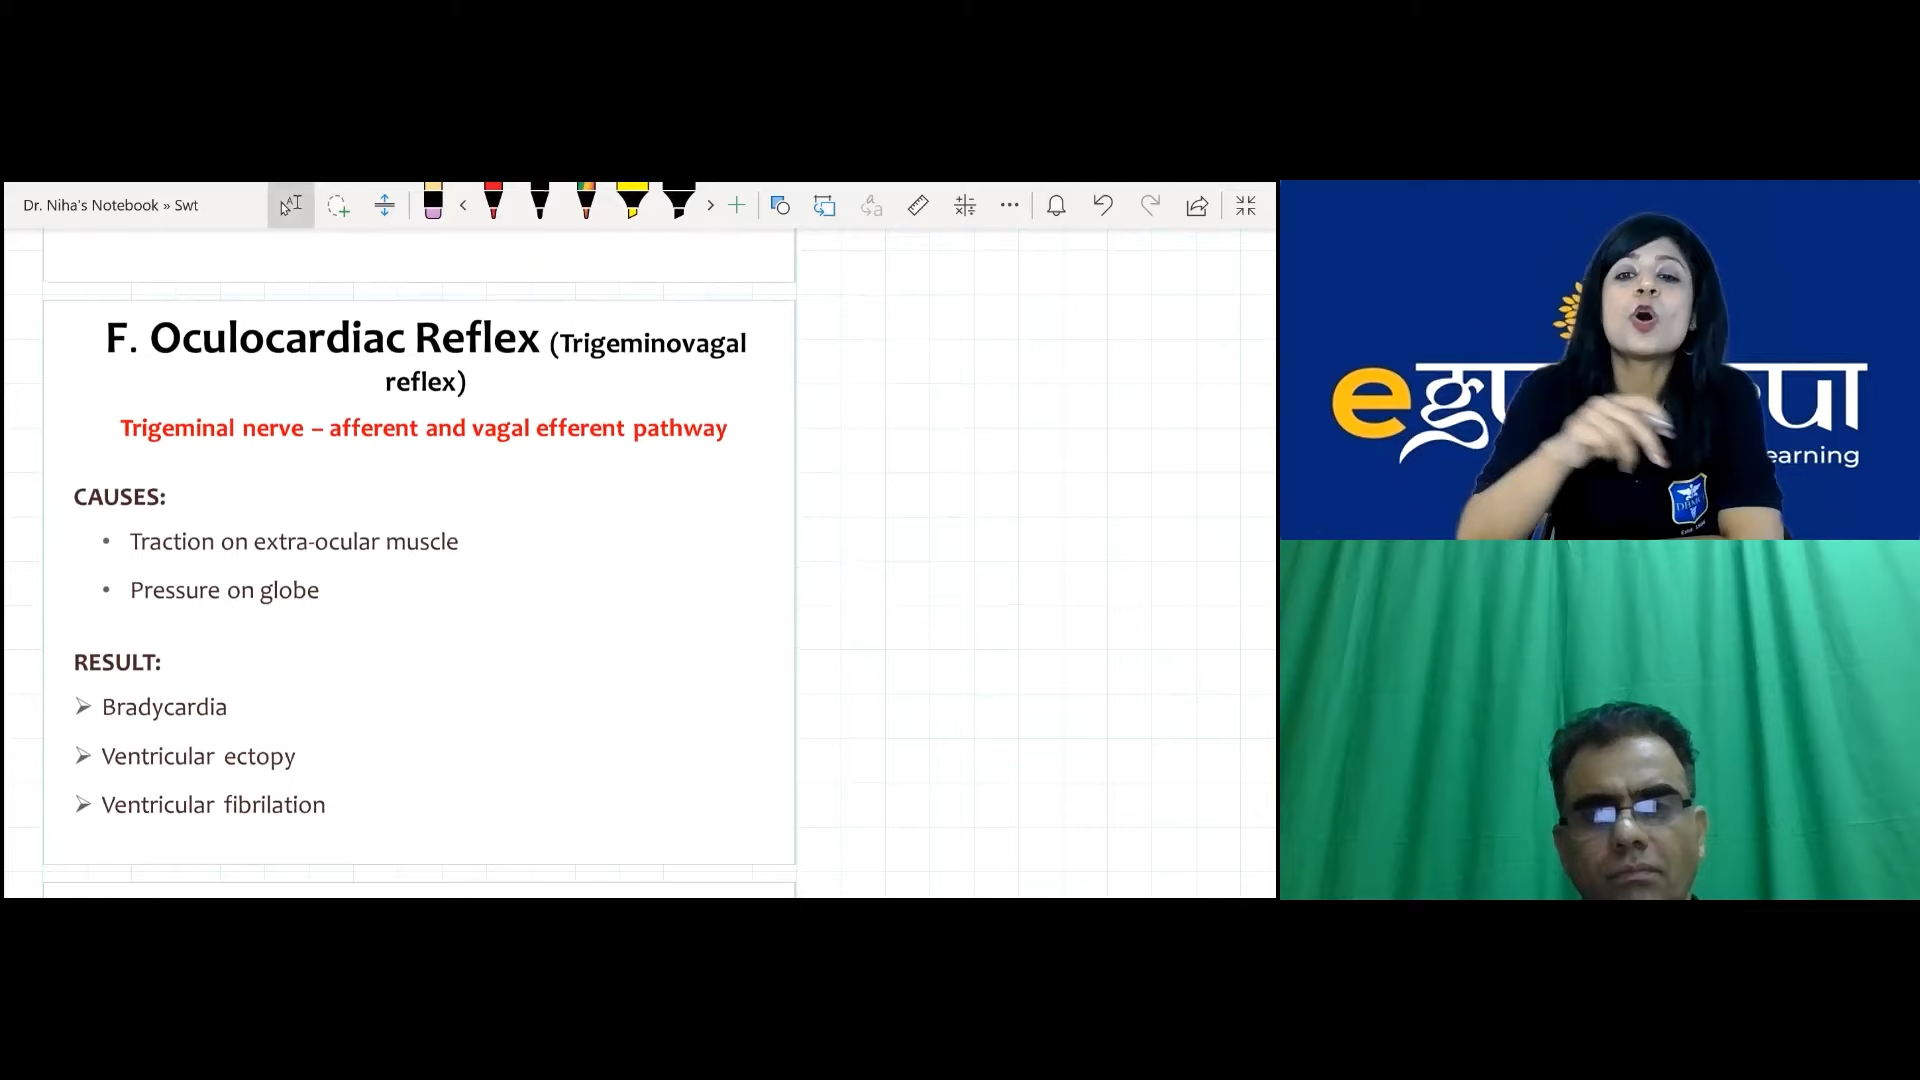 Dr. Niha's Notebook » Swt
F. Oculocardiac Reflex (Trigeminovagal
reflex)
Trigeminal nerve – afferent and vagal efferent pathway
CAUSES:
• Traction on extra-ocular muscle
• Pressure on globe
RESULT:
➢ Bradycardia
➢ Ventricular ectopy
➢ Ventricular fibrilation